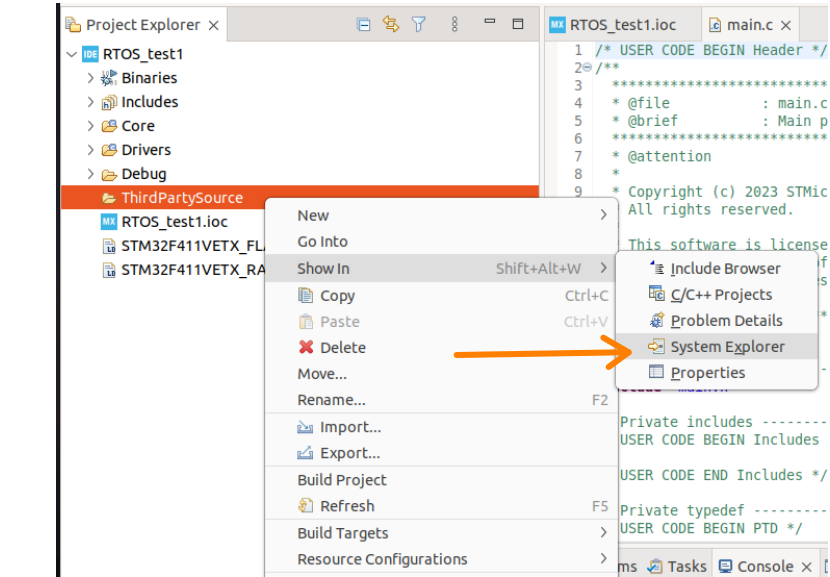 Project Explorer
IDE RTOS_test1
Binaries
Includes
Core
Drivers
Debug
ThirdPartySource
MX RTOS_test1.ioc
STM32F411VETX_FL
STM32F411VETX_RA
New
Go Into
Show In Shift+Alt+W
Copy Ctrl+C
Paste Ctrl+V
Delete
Move...
Rename... F2
Import...
Export...
Build Project
Refresh F5
Build Targets
Resource Configurations
Include Browser
C/C++ Projects
Problem Details
System Explorer
Properties
MX RTOS_test1.ioc
main.c
1 /* USER CODE BEGIN Header */
2 /**
3 ***************************
4 * @file : main.c
5 * @brief : Main p
6 ***************************
7 * @attention
8 *
9 * Copyright (c) 2023 STMic
* All rights reserved.
This software is license
Private includes --------
USER CODE BEGIN Includes
USER CODE END Includes */
Private typedef ---------
USER CODE BEGIN PTD */
ms Tasks Console